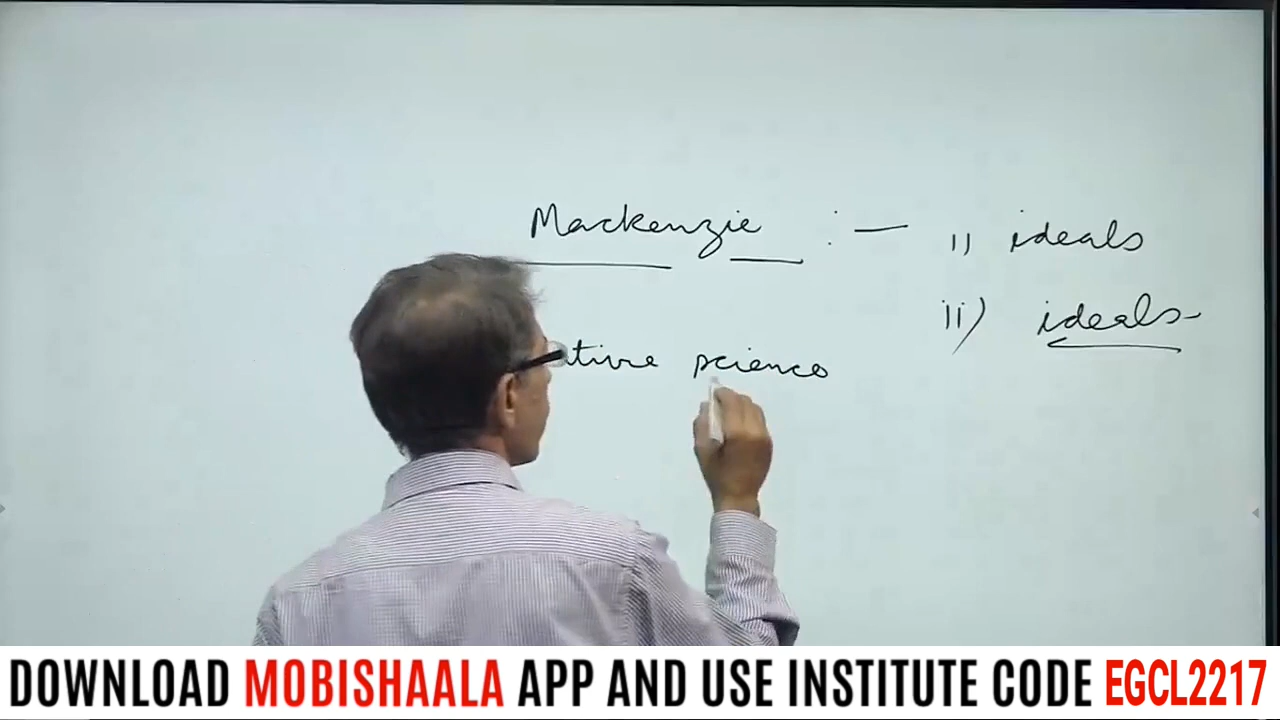 Mackenzie :- i) ideals
ii) ideals-
tive science
DOWNLOAD MOBISHAALA APP AND USE INSTITUTE CODE EGCL2217